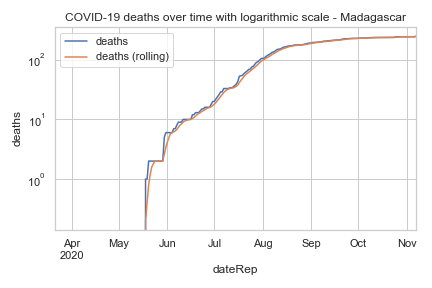 COVID-19 deaths over time with logarithmic scale - Madagascar
deaths
deaths (rolling)
10²
10¹
10⁰
deaths
Apr May Jun Jul Aug Sep Oct Nov
2020
dateRep